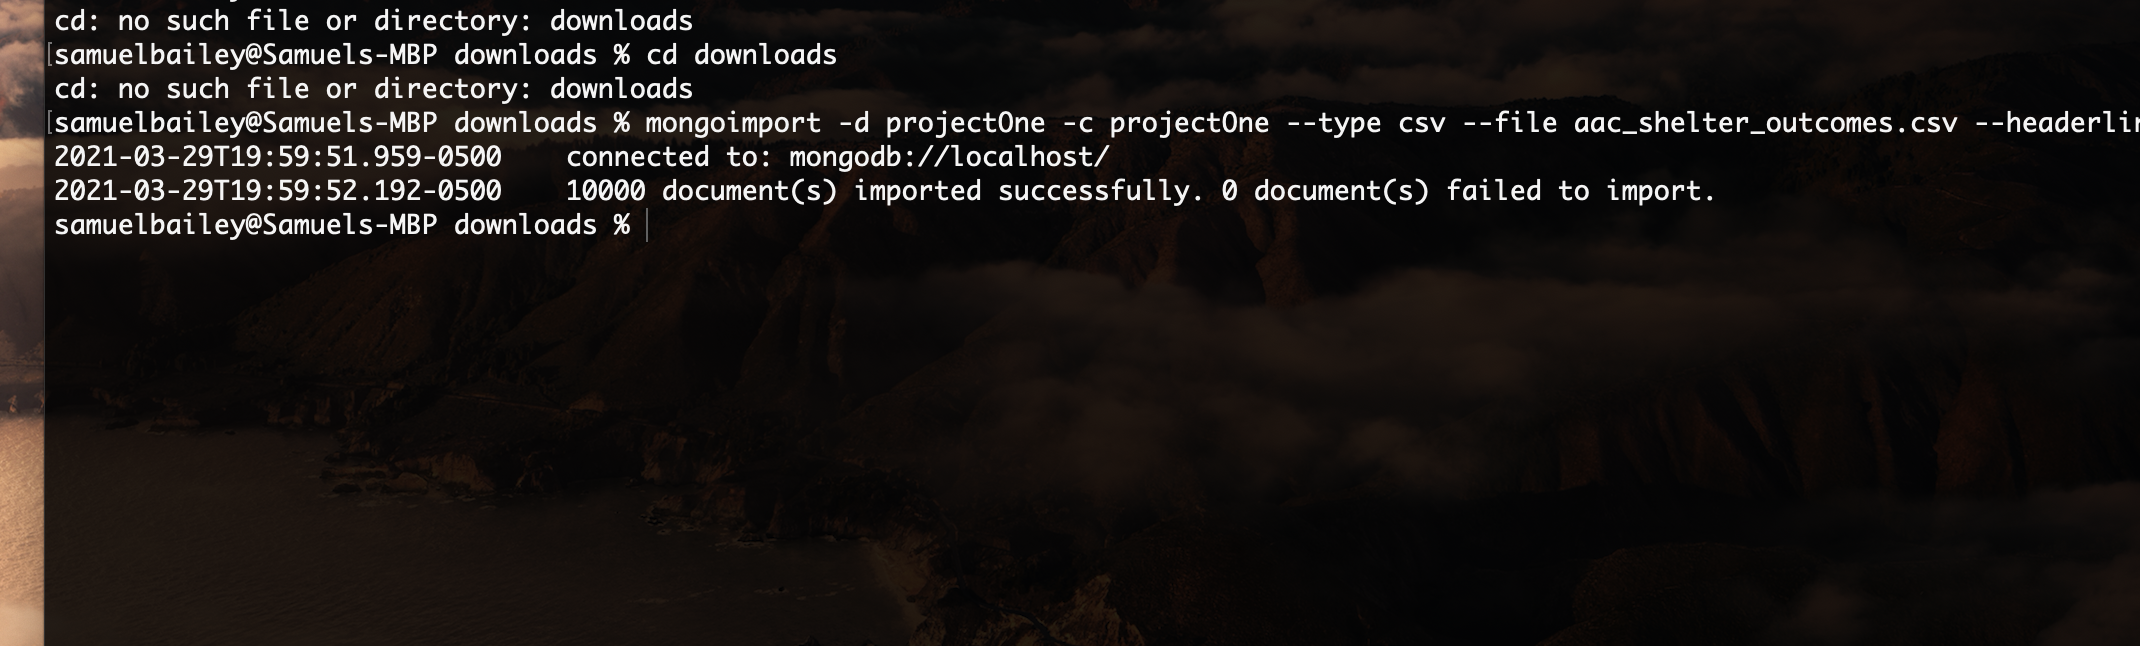 cd: no such file or directory: downloads
[samuelbailey@Samuels-MBP downloads % cd downloads
cd: no such file or directory: downloads
[samuelbailey@Samuels-MBP downloads % mongoimport -d projectOne -c projectOne --type csv --file aac_shelter_outcomes.csv --headerlin
2021-03-29T19:59:51.959-0500    connected to: mongodb://localhost/
2021-03-29T19:59:52.192-0500    10000 document(s) imported successfully. 0 document(s) failed to import.
samuelbailey@Samuels-MBP downloads %